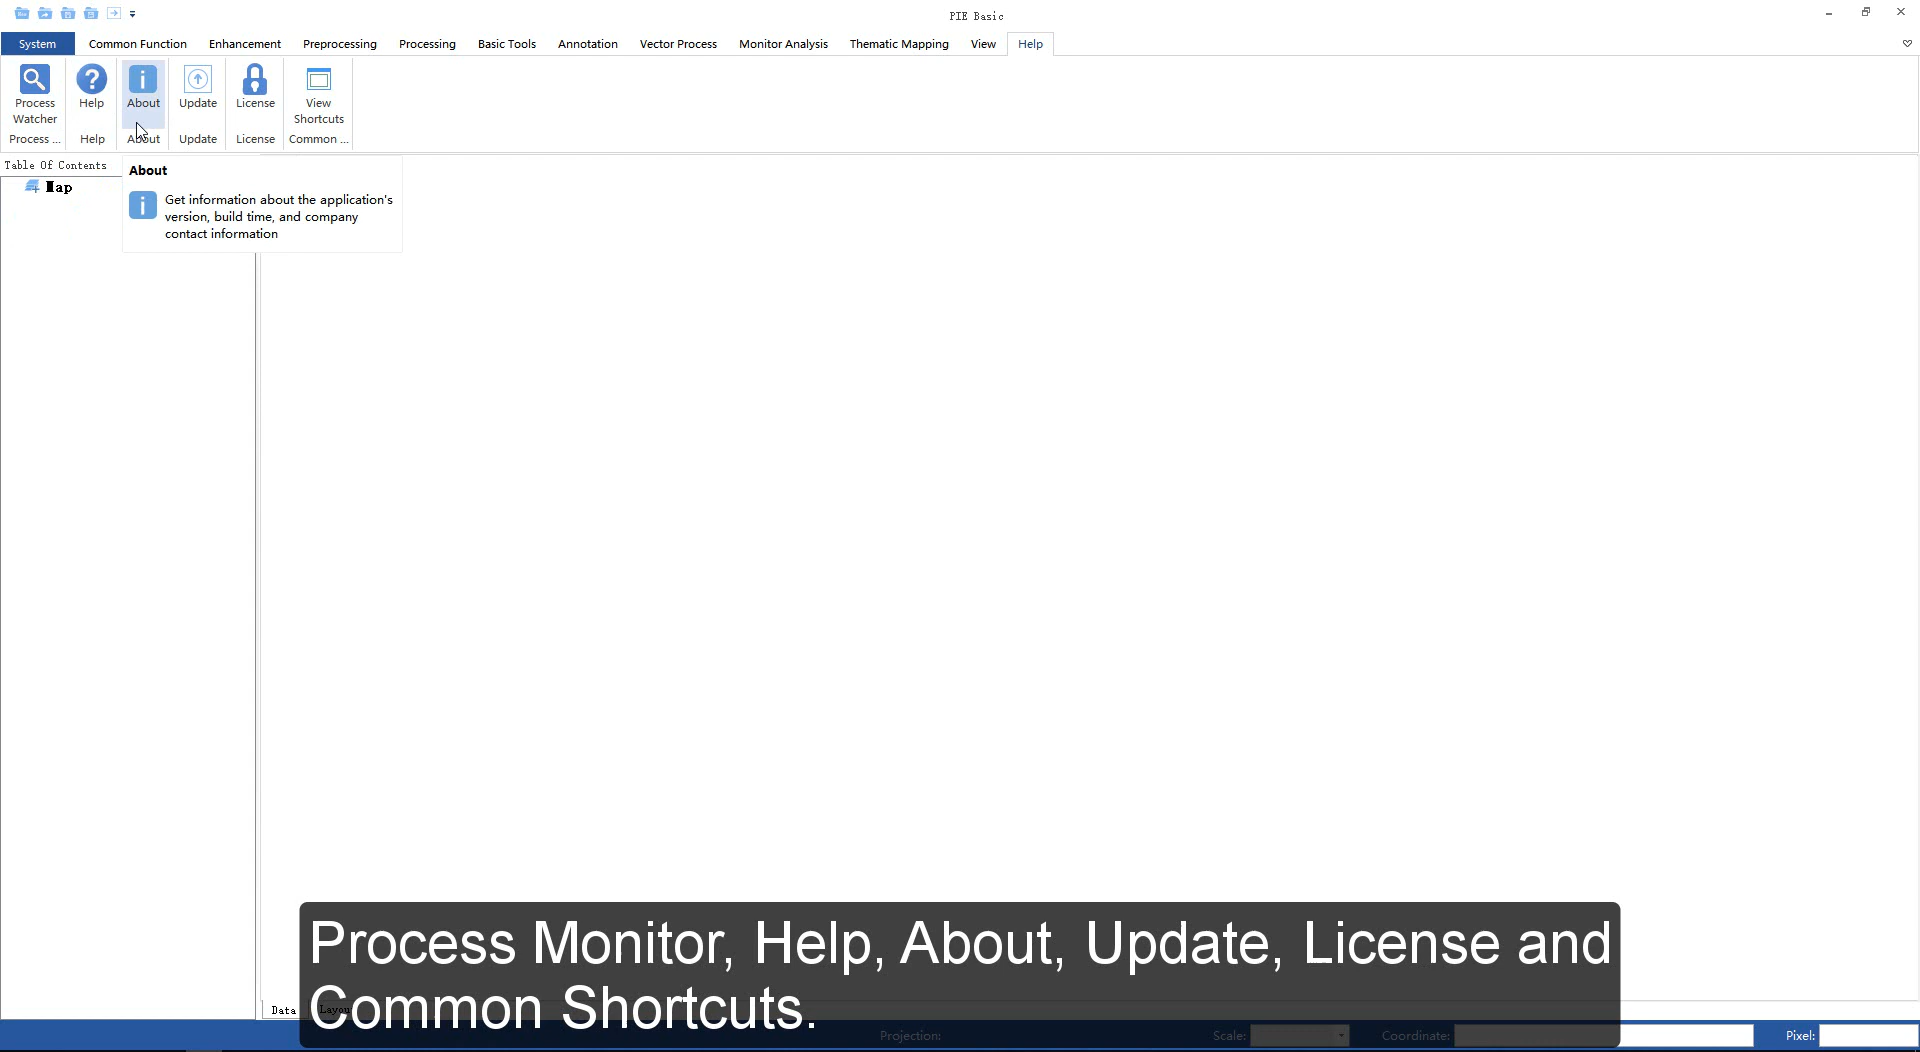 PIE Basic
System Common Function Enhancement Preprocessing Processing Basic Tools Annotation Vector Process Monitor Analysis Thematic Mapping View Help
Process Watcher
Help
About
Update
License
View Shortcuts
Process ... Help About Update License Common ...
Table Of Contents
Map
About
Get information about the application's
version, build time, and company
contact information
Process Monitor, Help, About, Update, License and
Common Shortcuts.
Data Layout
Projection: Scale: Coordinate: Pixel: